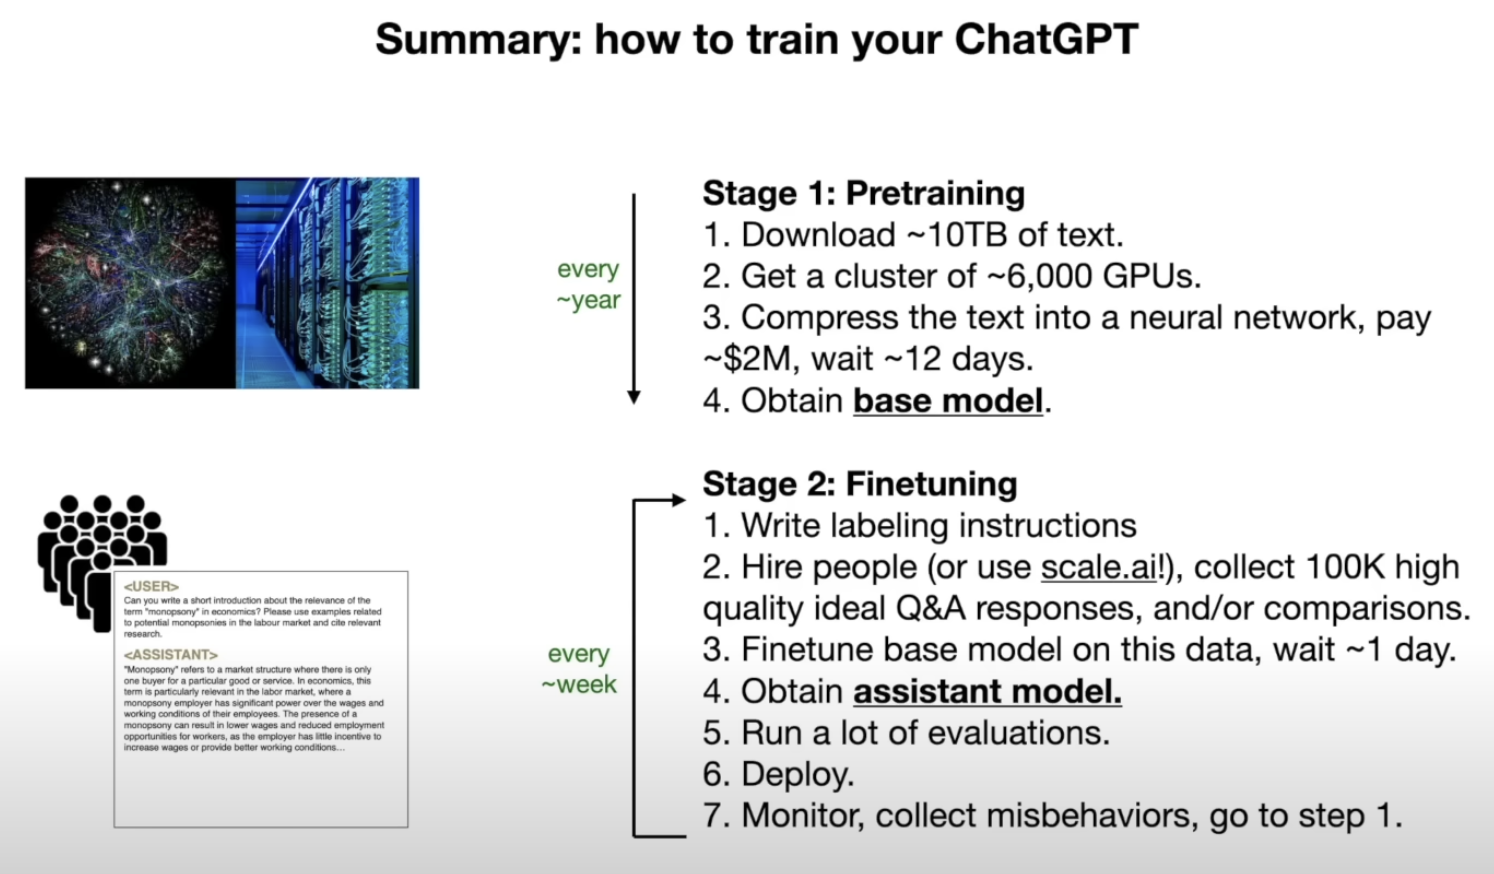 Summary: how to train your ChatGPT
every
~year
Stage 1: Pretraining
1. Download ~10TB of text.
2. Get a cluster of ~6,000 GPUs.
3. Compress the text into a neural network, pay
~$2M, wait ~12 days.
4. Obtain base model.
<USER>
Can you write a short introduction about the relevance of the
term "monopsony" in economics? Please use examples related
to potential monopsonies in the labour market and cite relevant
research.
<ASSISTANT>
"Monopsony" refers to a market structure where there is only
one buyer for a particular good or service. In economics, this
term is particularly relevant in the labor market, where a
monopsony employer has significant power over the wages and
working conditions of their employees. The presence of a
monopsony can result in lower wages and reduced employment
opportunities for workers, as the employer has little incentive to
increase wages or provide better working conditions...
every
~week
Stage 2: Finetuning
1. Write labeling instructions
2. Hire people (or use scale.ai!), collect 100K high
quality ideal Q&A responses, and/or comparisons.
3. Finetune base model on this data, wait ~1 day.
4. Obtain assistant model.
5. Run a lot of evaluations.
6. Deploy.
7. Monitor, collect misbehaviors, go to step 1.